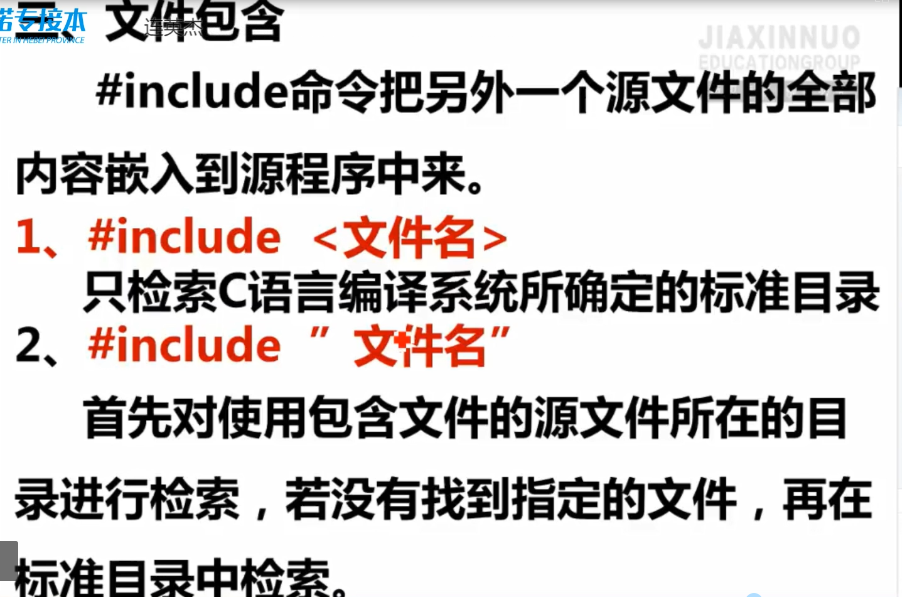 诺专接本
三、文件包含
JIAXINNUO
EDUCATIONGROUP
#include命令把另外一个源文件的全部
内容嵌入到源程序中来。
1、#include <文件名>
只检索C语言编译系统所确定的标准目录
2、#include ”文件名”
首先对使用包含文件的源文件所在的目
录进行检索，若没有找到指定的文件，再在
标准目录中检索。